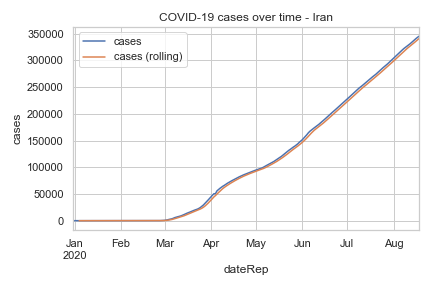 COVID-19 cases over time - Iran
cases
cases (rolling)
350000
300000
250000
200000
150000
100000
50000
0
cases
Jan Feb Mar Apr May Jun Jul Aug
2020
dateRep